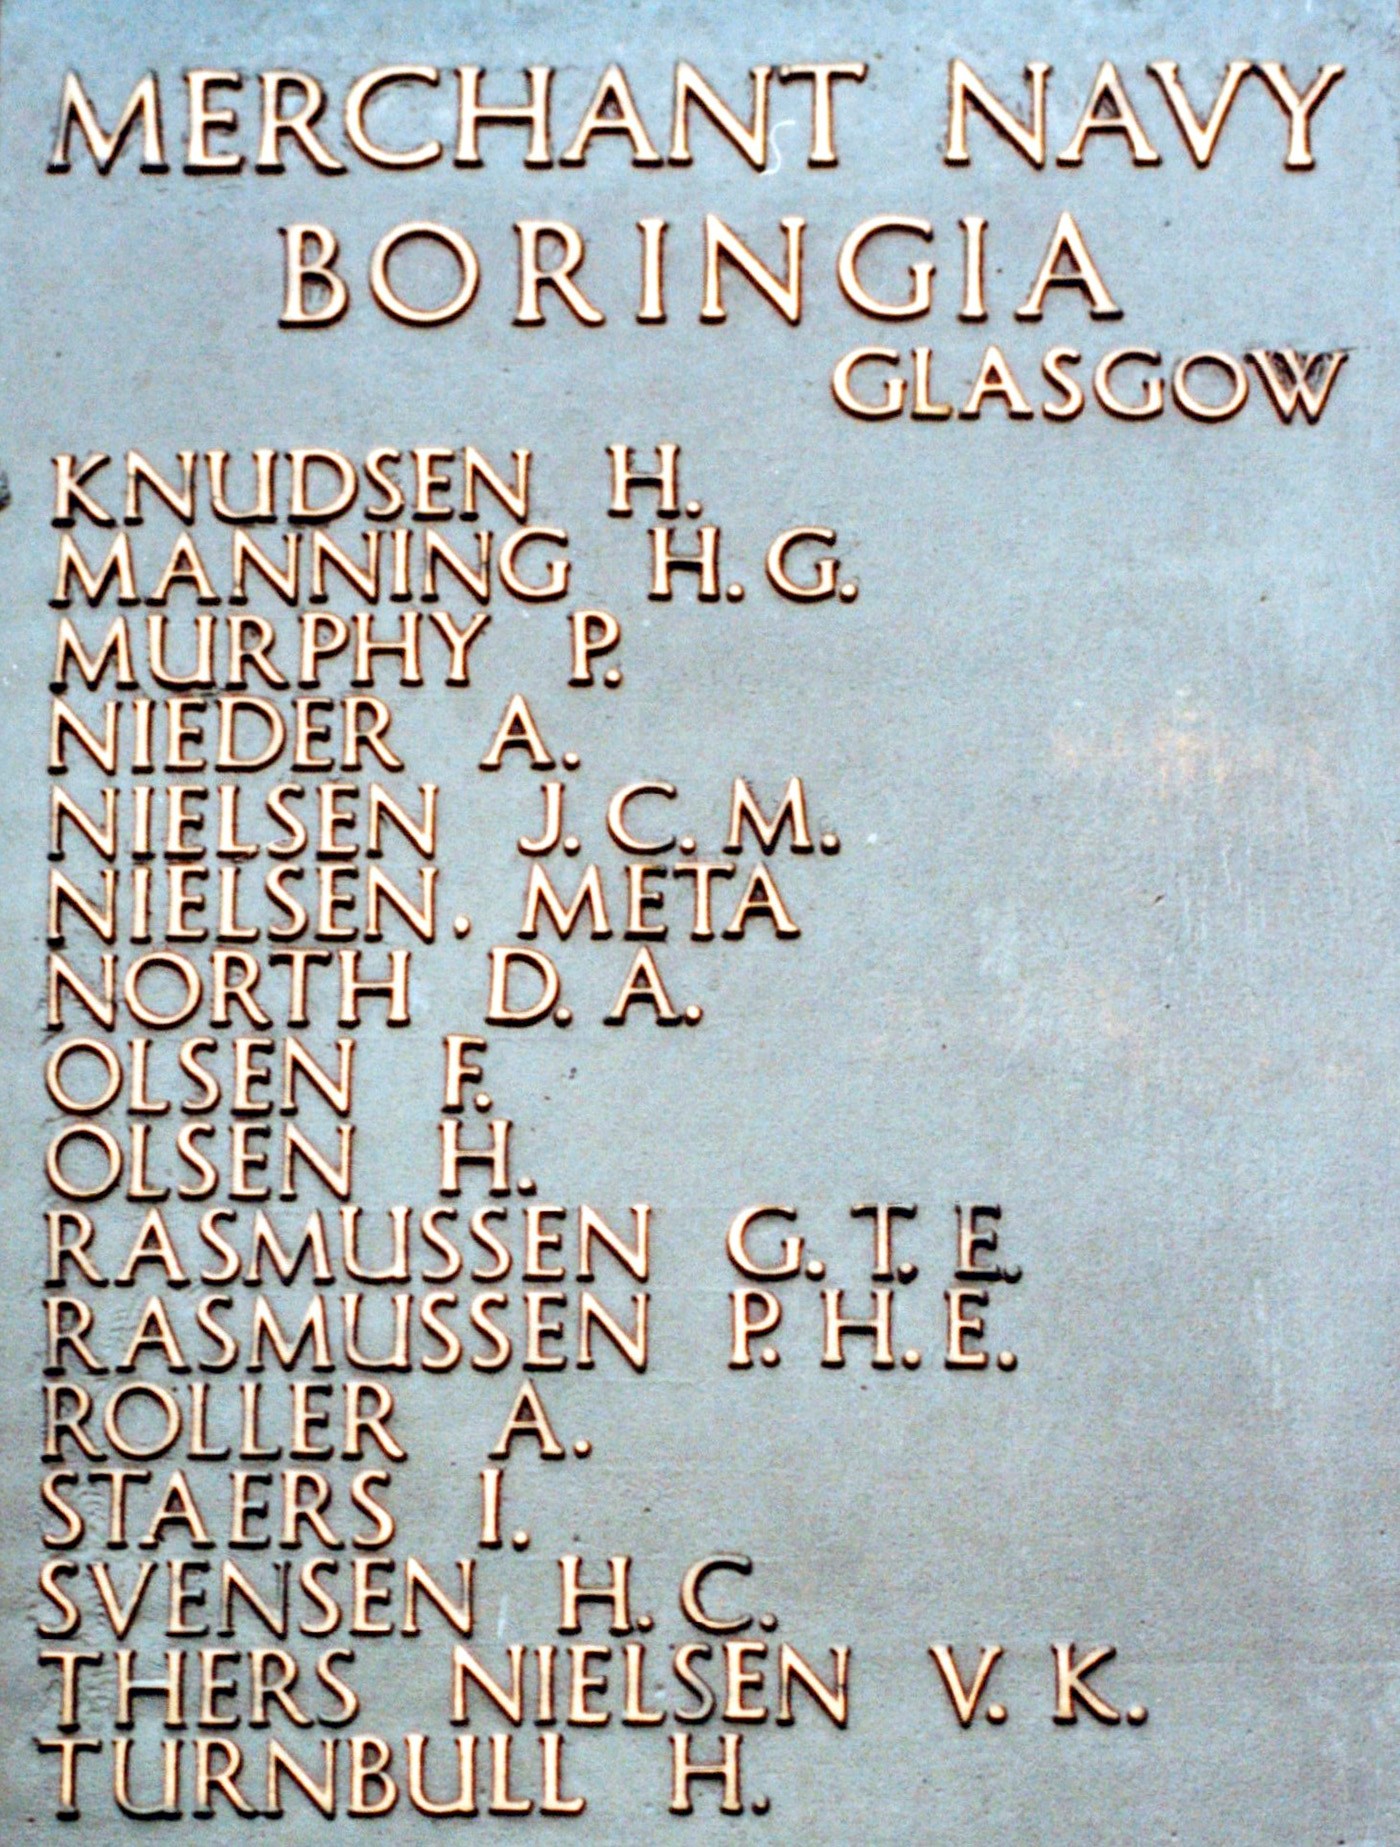 MERCHANT NAVY
BORINGIA
GLASGOW
KNUDSEN H.
MANNING H. G.
MURPHY P.
NIEDER A.
NIELSEN J. C. M.
NIELSEN. META
NORTH D. A.
OLSEN F.
OLSEN H.
RASMUSSEN G. T. E.
RASMUSSEN P. H. E.
ROLLER A.
STAERS I.
SVENSEN H. C.
THERS NIELSEN V. K.
TURNBULL H.